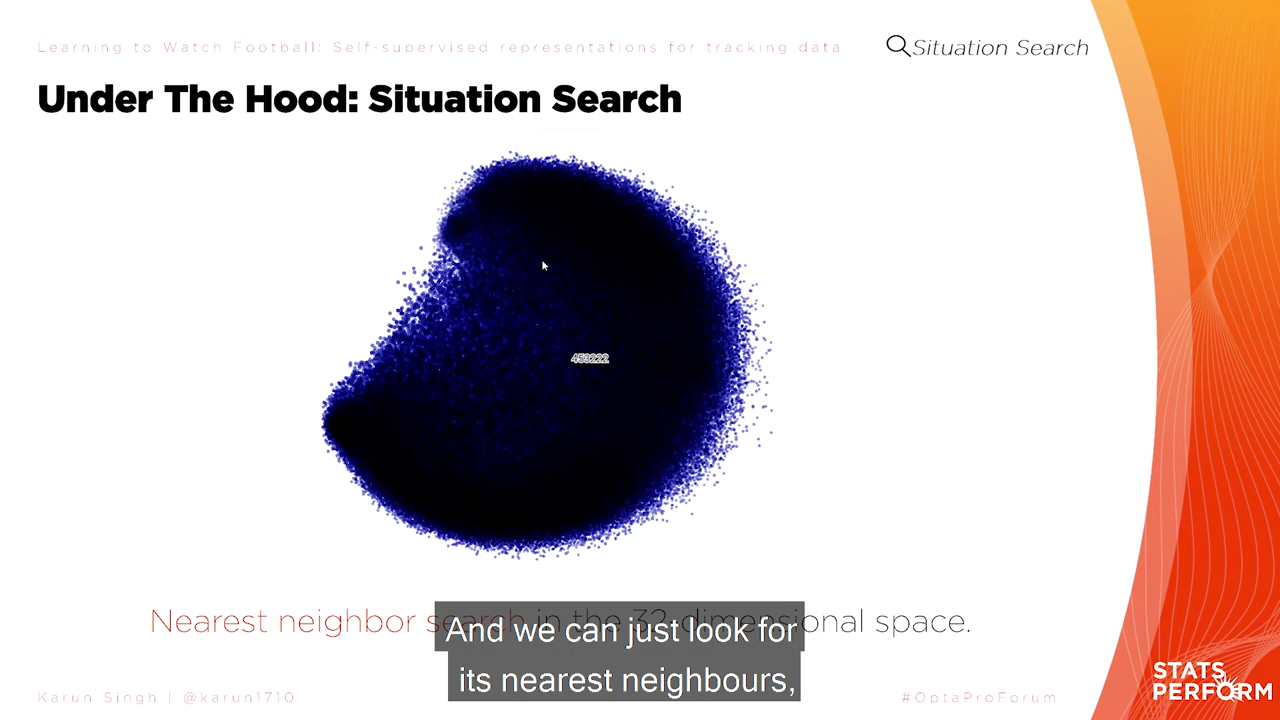 Learning to Watch Football: Self-supervised representations for tracking data
Situation Search
Under The Hood: Situation Search
453222
Nearest neighbor search in the 32-dimensional space.
And we can just look for
its nearest neighbours,
Karun Singh | @karun1710
#OptaProForum
STATS
PERFORM